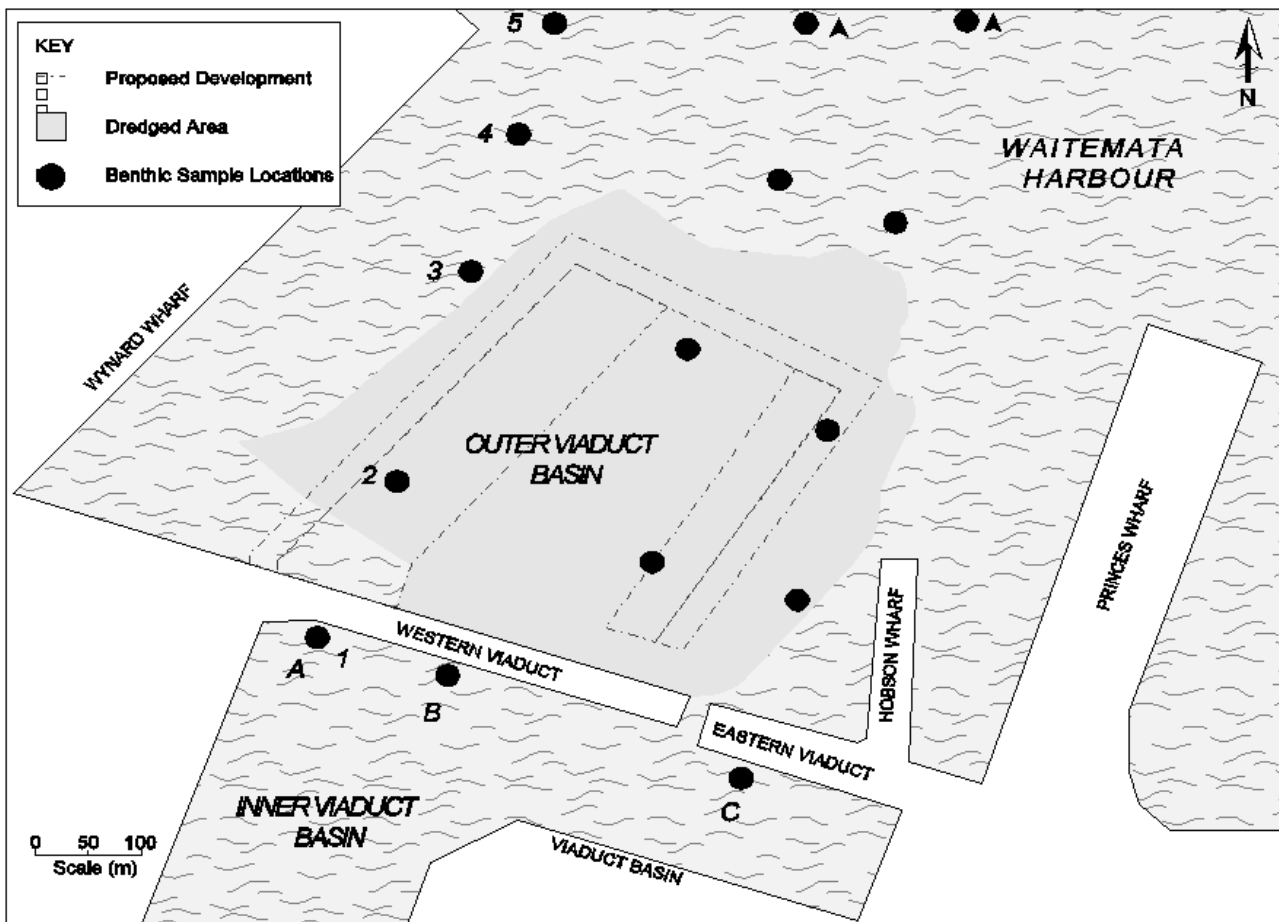 KEY
Proposed Development
Dredged Area
Benthic Sample Locations
5
N
4
WAITEMATA
HARBOUR
3
WYNARD WHARF
OUTER VIADUCT
BASIN
2
PRINCES WHARF
HOBSON WHARF
WESTERN VIADUCT
A
1
B
EASTERN VIADUCT
C
INNER VIADUCT
BASIN
VIADUCT BASIN
0 50 100
Scale (m)